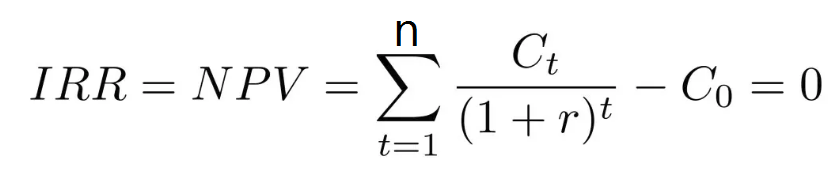 IRR = NPV = \sum_{t=1}^{n} \frac{C_t}{(1+r)^t} - C_0 = 0